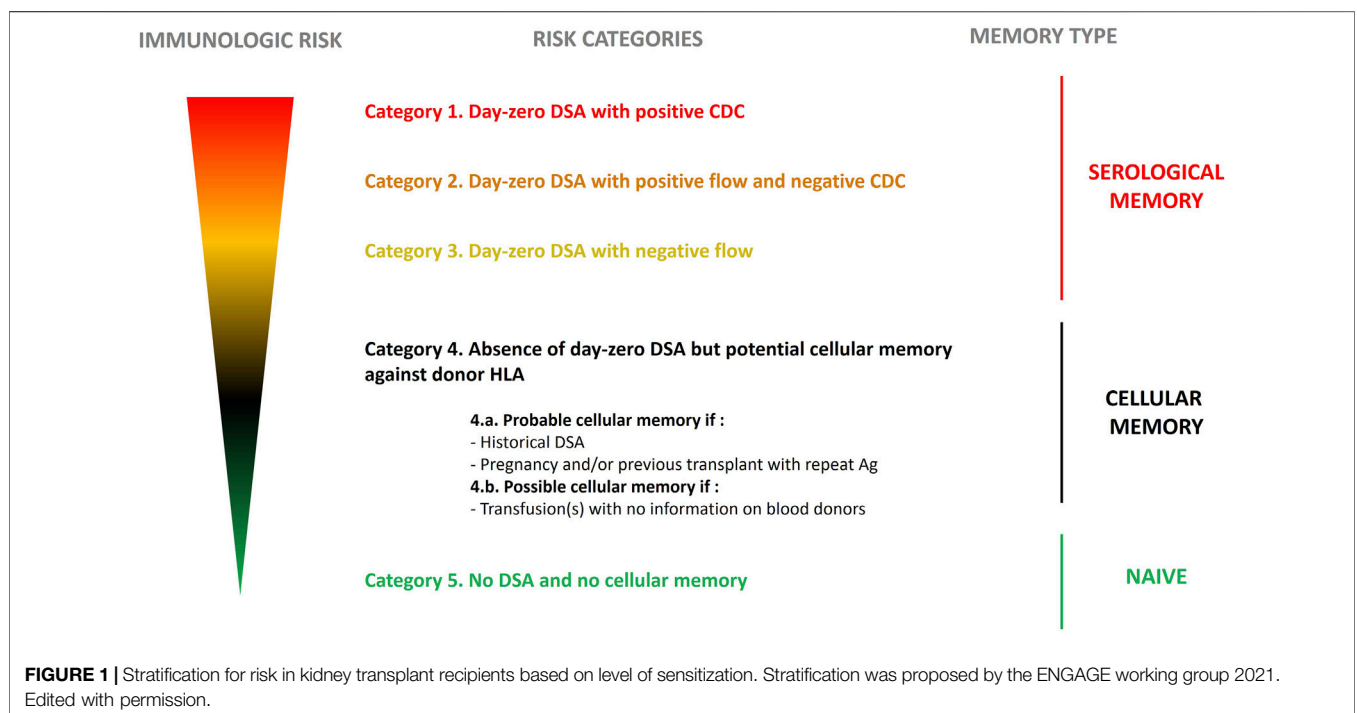 IMMUNOLOGIC RISK
RISK CATEGORIES
MEMORY TYPE
Category 1. Day-zero DSA with positive CDC
Category 2. Day-zero DSA with positive flow and negative CDC
Category 3. Day-zero DSA with negative flow
SEROLOGICAL
MEMORY
Category 4. Absence of day-zero DSA but potential cellular memory
against donor HLA
4.a. Probable cellular memory if :
- Historical DSA
- Pregnancy and/or previous transplant with repeat Ag
4.b. Possible cellular memory if :
- Transfusion(s) with no information on blood donors
CELLULAR
MEMORY
Category 5. No DSA and no cellular memory
NAIVE
FIGURE 1 | Stratification for risk in kidney transplant recipients based on level of sensitization. Stratification was proposed by the ENGAGE working group 2021.
Edited with permission.